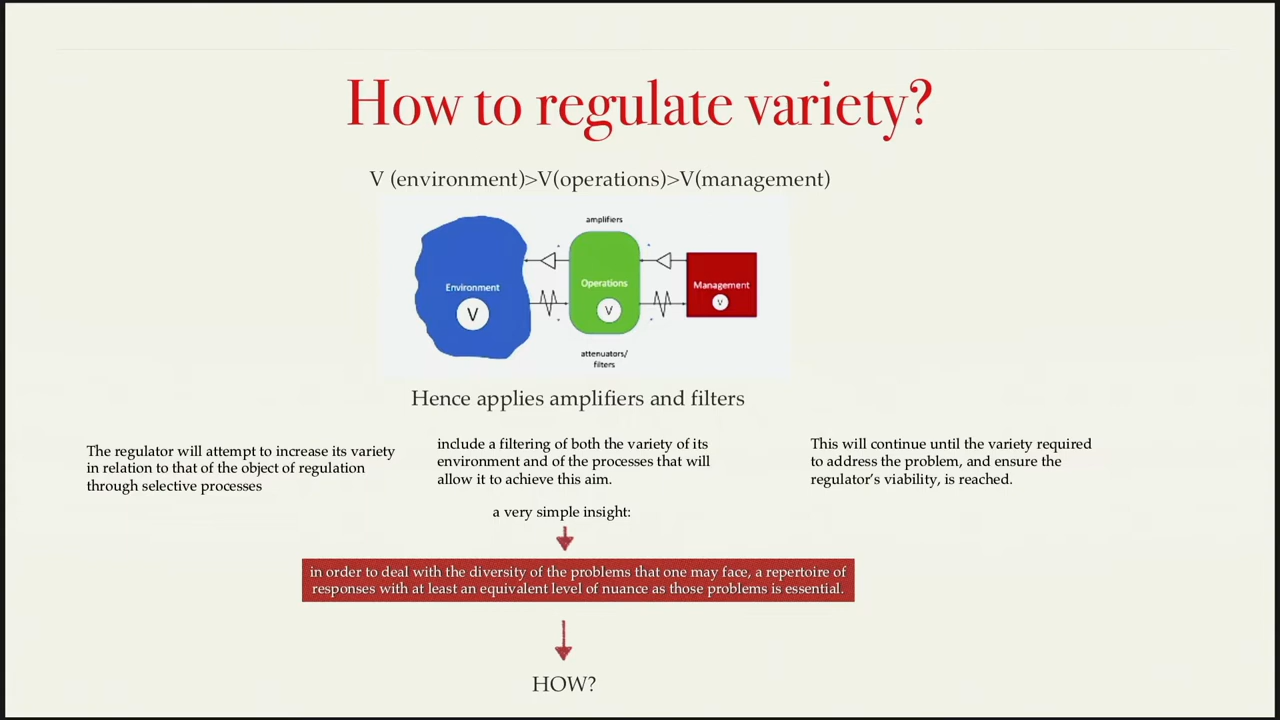 How to regulate variety?
V (environment)>V(operations)>V(management)
amplifiers
Environment
V
Operations
V
Management
V
attenuators/
filters
Hence applies amplifiers and filters
The regulator will attempt to increase its variety
in relation to that of the object of regulation
through selective processes
include a filtering of both the variety of its
environment and of the processes that will
allow it to achieve this aim.
This will continue until the variety required
to address the problem, and ensure the
regulator's viability, is reached.
a very simple insight:
in order to deal with the diversity of the problems that one may face, a repertoire of
responses with at least an equivalent level of nuance as those problems is essential.
HOW?